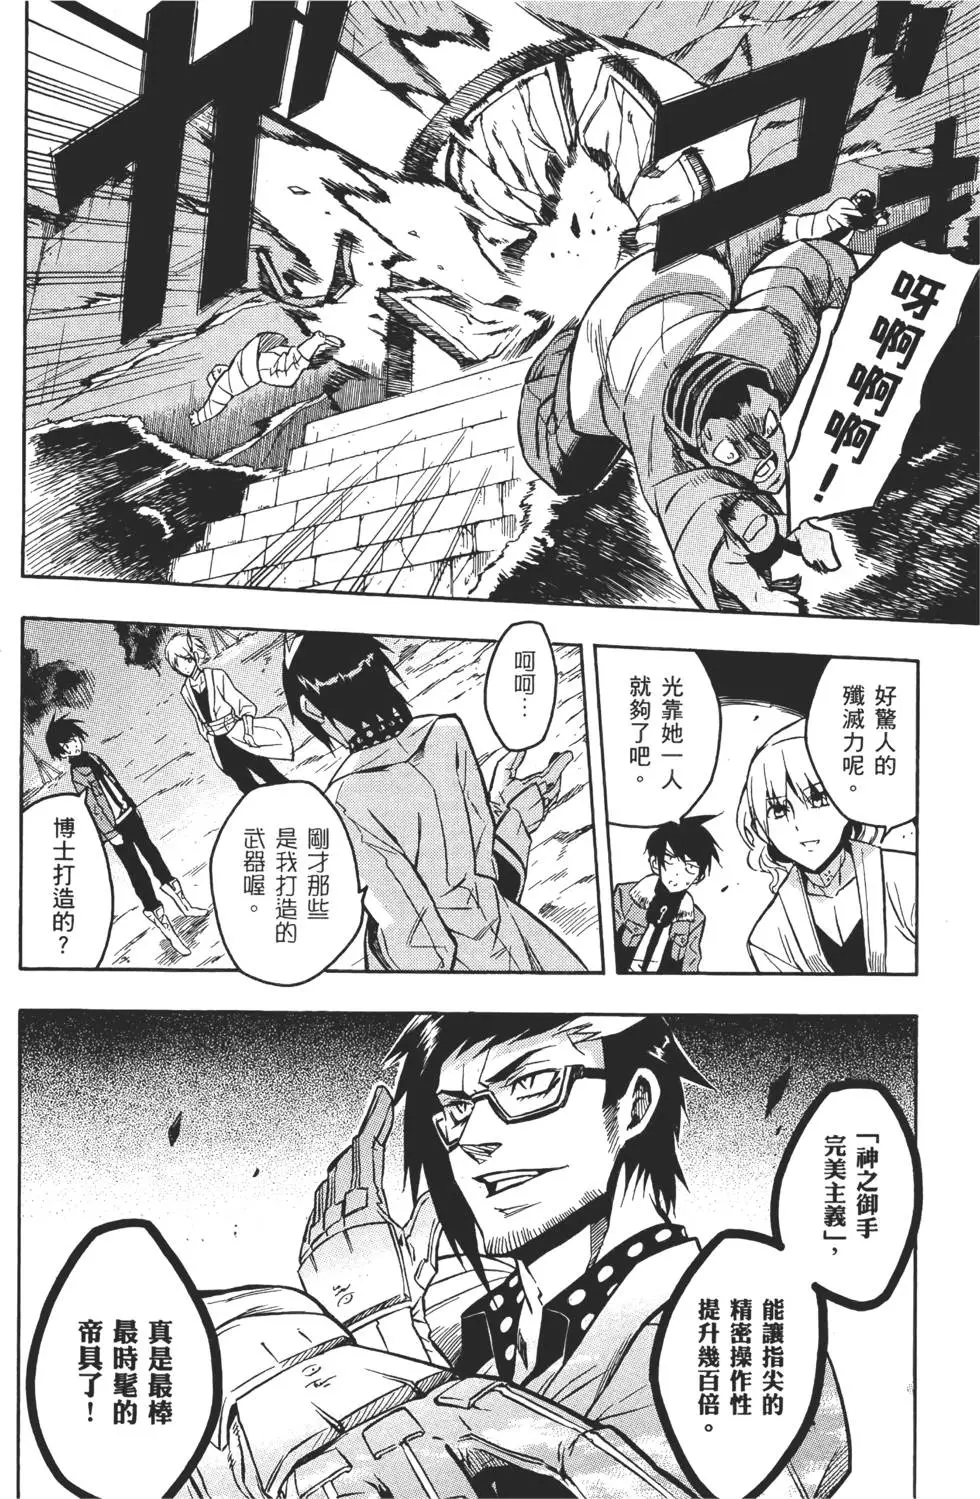 ドゴォ
呀啊啊啊！
好驚人的
殲滅力呢。
光靠她一人
就夠了吧。
呵呵…
剛才那些
是我打造的
武器喔。
博士打造的？
「神之御手
完美主義」，
能讓指尖的
精密操作性
提升幾百倍。
真是最棒
最時髦的
帝具了！